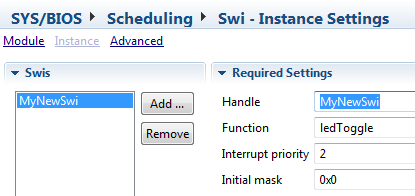 SYS/BIOS ▸ Scheduling ▸ Swi - Instance Settings
Module Instance Advanced
Swis
MyNewSwi
Add ...
Remove
Required Settings
Handle MyNewSwi
Function ledToggle
Interrupt priority 2
Initial mask 0x0